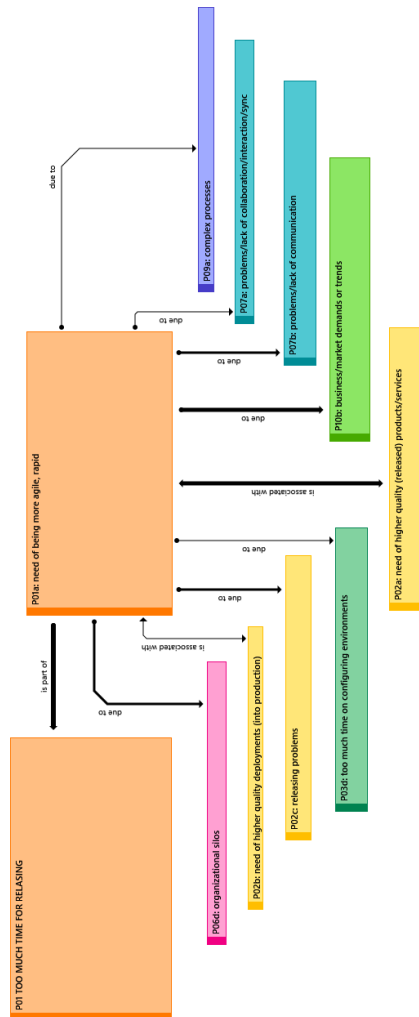 P01 TOO MUCH TIME FOR RELASING
is part of
P01a: need of being more agile, rapid
due to
P09a: complex processes
due to
P07a: problems/lack of collaboration/interaction/sync
due to
P07b: problems/lack of communication
due to
P10b: business/market demands or trends
is associated with
P02a: need of higher quality (released) products/services
due to
P03d: too much time on configuring environments
due to
P02c: releasing problems
is associated with
P02b: need of higher quality deployments (into production)
due to
P06d: organizational silos